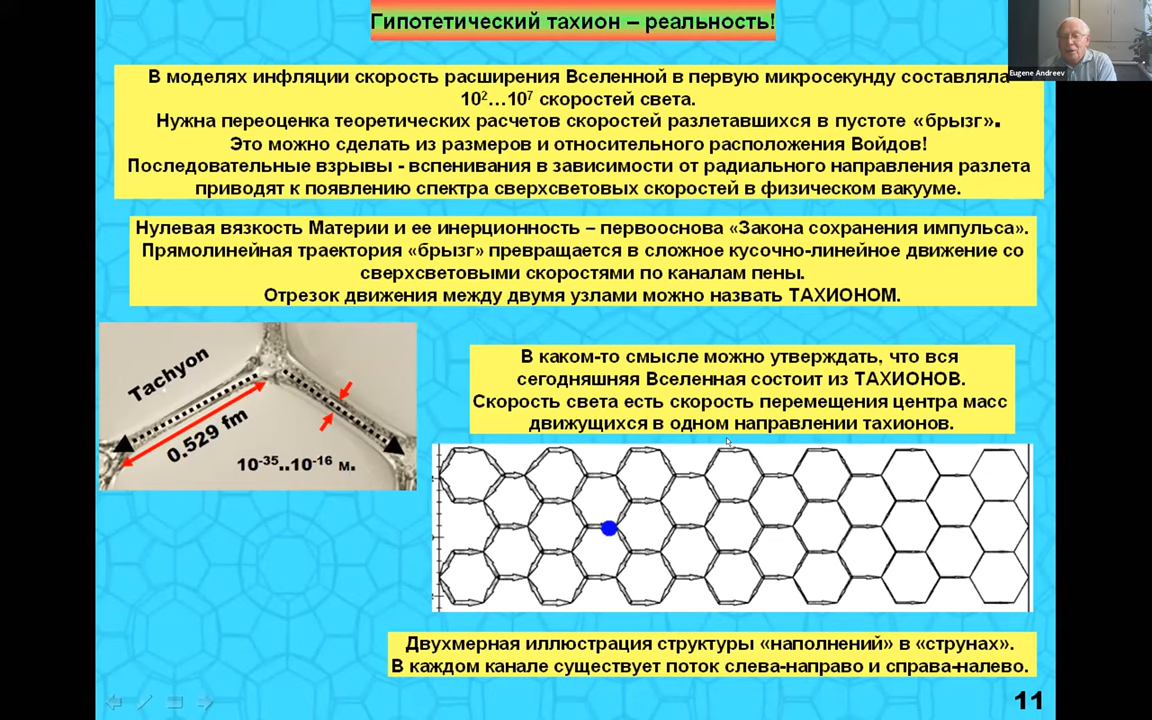 Гипотетический тахион – реальность!
Eugene Andreev
В моделях инфляции скорость расширения Вселенной в первую микросекунду составляла
10²…10⁷ скоростей света.
Нужна переоценка теоретических расчетов скоростей разлетавшихся в пустоте «брызг».
Это можно сделать из размеров и относительного расположения Войдов!
Последовательные взрывы - вспенивания в зависимости от радиального направления разлета
приводят к появлению спектра сверхсветовых скоростей в физическом вакууме.
Нулевая вязкость Материи и ее инерционность – первооснова «Закона сохранения импульса».
Прямолинейная траектория «брызг» превращается в сложное кусочно-линейное движение со
сверхсветовыми скоростями по каналам пены.
Отрезок движения между двумя узлами можно назвать ТАХИОНОМ.
Tachyon
0.529 fm
10⁻³⁵..10⁻¹⁶ м.
В каком-то смысле можно утверждать, что вся
сегодняшняя Вселенная состоит из ТАХИОНОВ.
Скорость света есть скорость перемещения центра масс
движущихся в одном направлении тахионов.
Двухмерная иллюстрация структуры «наполнений» в «струнах».
В каждом канале существует поток слева-направо и справа-налево.
11